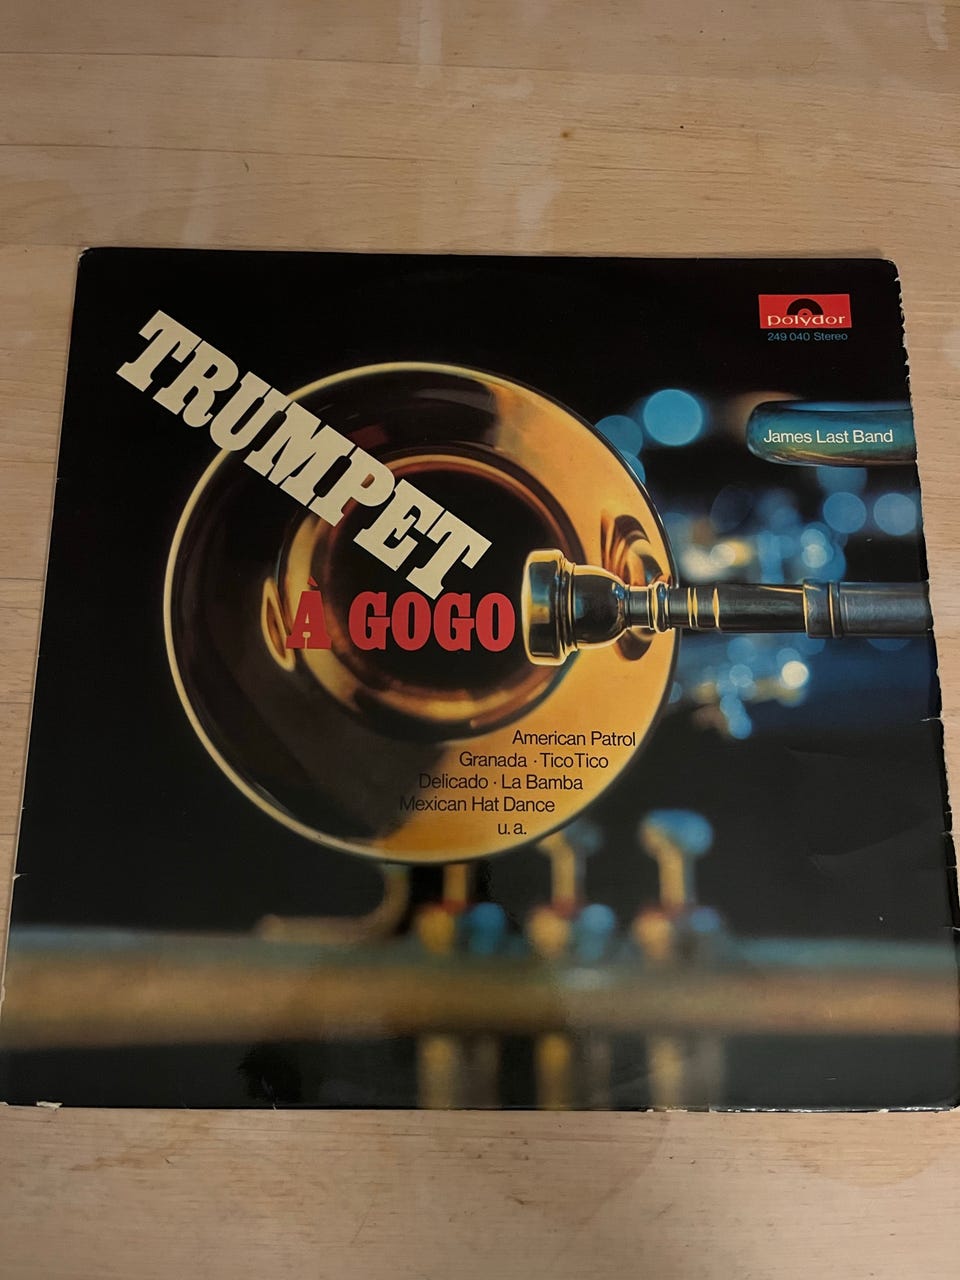 polydor
249 040 Stereo
James Last Band
TRUMPET
À GOGO
American Patrol
Granada · Tico Tico
Delicado · La Bamba
Mexican Hat Dance
u. a.